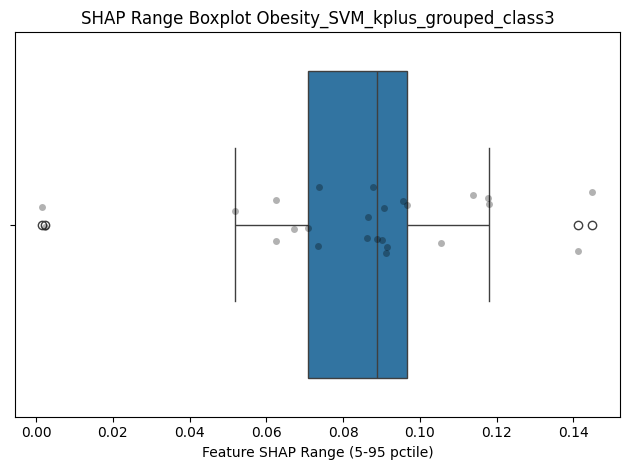 SHAP Range Boxplot Obesity_SVM_kplus_grouped_class3
0.00 0.02 0.04 0.06 0.08 0.10 0.12 0.14
Feature SHAP Range (5-95 pctile)